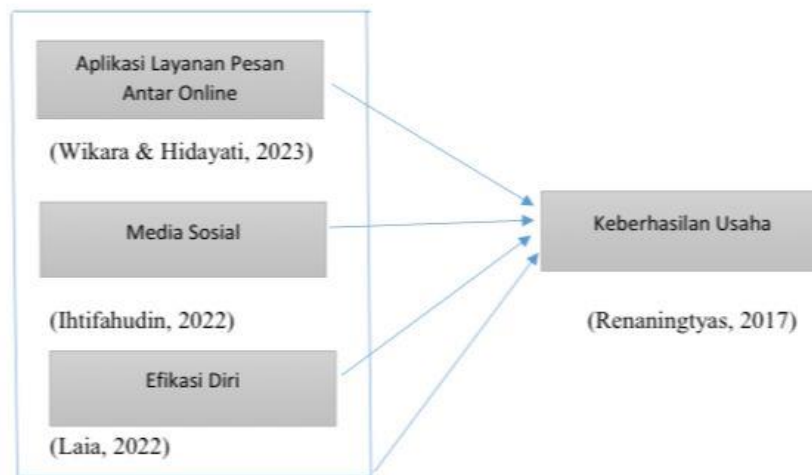 Aplikasi Layanan Pesan
Antar Online
(Wikara & Hidayati, 2023)
Media Sosial
(Ihtifahudin, 2022)
Efikasi Diri
(Laia, 2022)
Keberhasilan Usaha
(Renaningtyas, 2017)